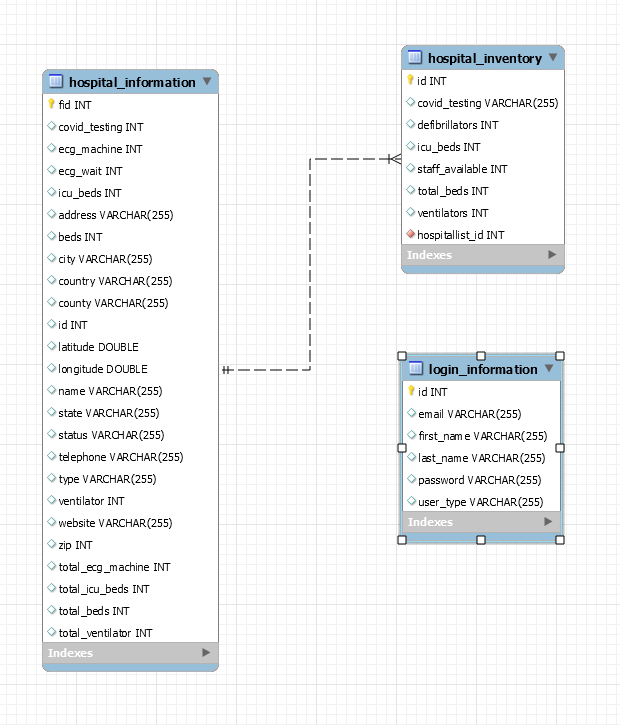 hospital_information
fid INT
covid_testing INT
ecg_machine INT
ecg_wait INT
icu_beds INT
address VARCHAR(255)
beds INT
city VARCHAR(255)
country VARCHAR(255)
county VARCHAR(255)
id INT
latitude DOUBLE
longitude DOUBLE
name VARCHAR(255)
state VARCHAR(255)
status VARCHAR(255)
telephone VARCHAR(255)
type VARCHAR(255)
ventilator INT
website VARCHAR(255)
zip INT
total_ecg_machine INT
total_icu_beds INT
total_beds INT
total_ventilator INT
Indexes
hospital_inventory
id INT
covid_testing VARCHAR(255)
defibrillators INT
icu_beds INT
staff_available INT
total_beds INT
ventilators INT
hospitallist_id INT
Indexes
login_information
id INT
email VARCHAR(255)
first_name VARCHAR(255)
last_name VARCHAR(255)
password VARCHAR(255)
user_type VARCHAR(255)
Indexes